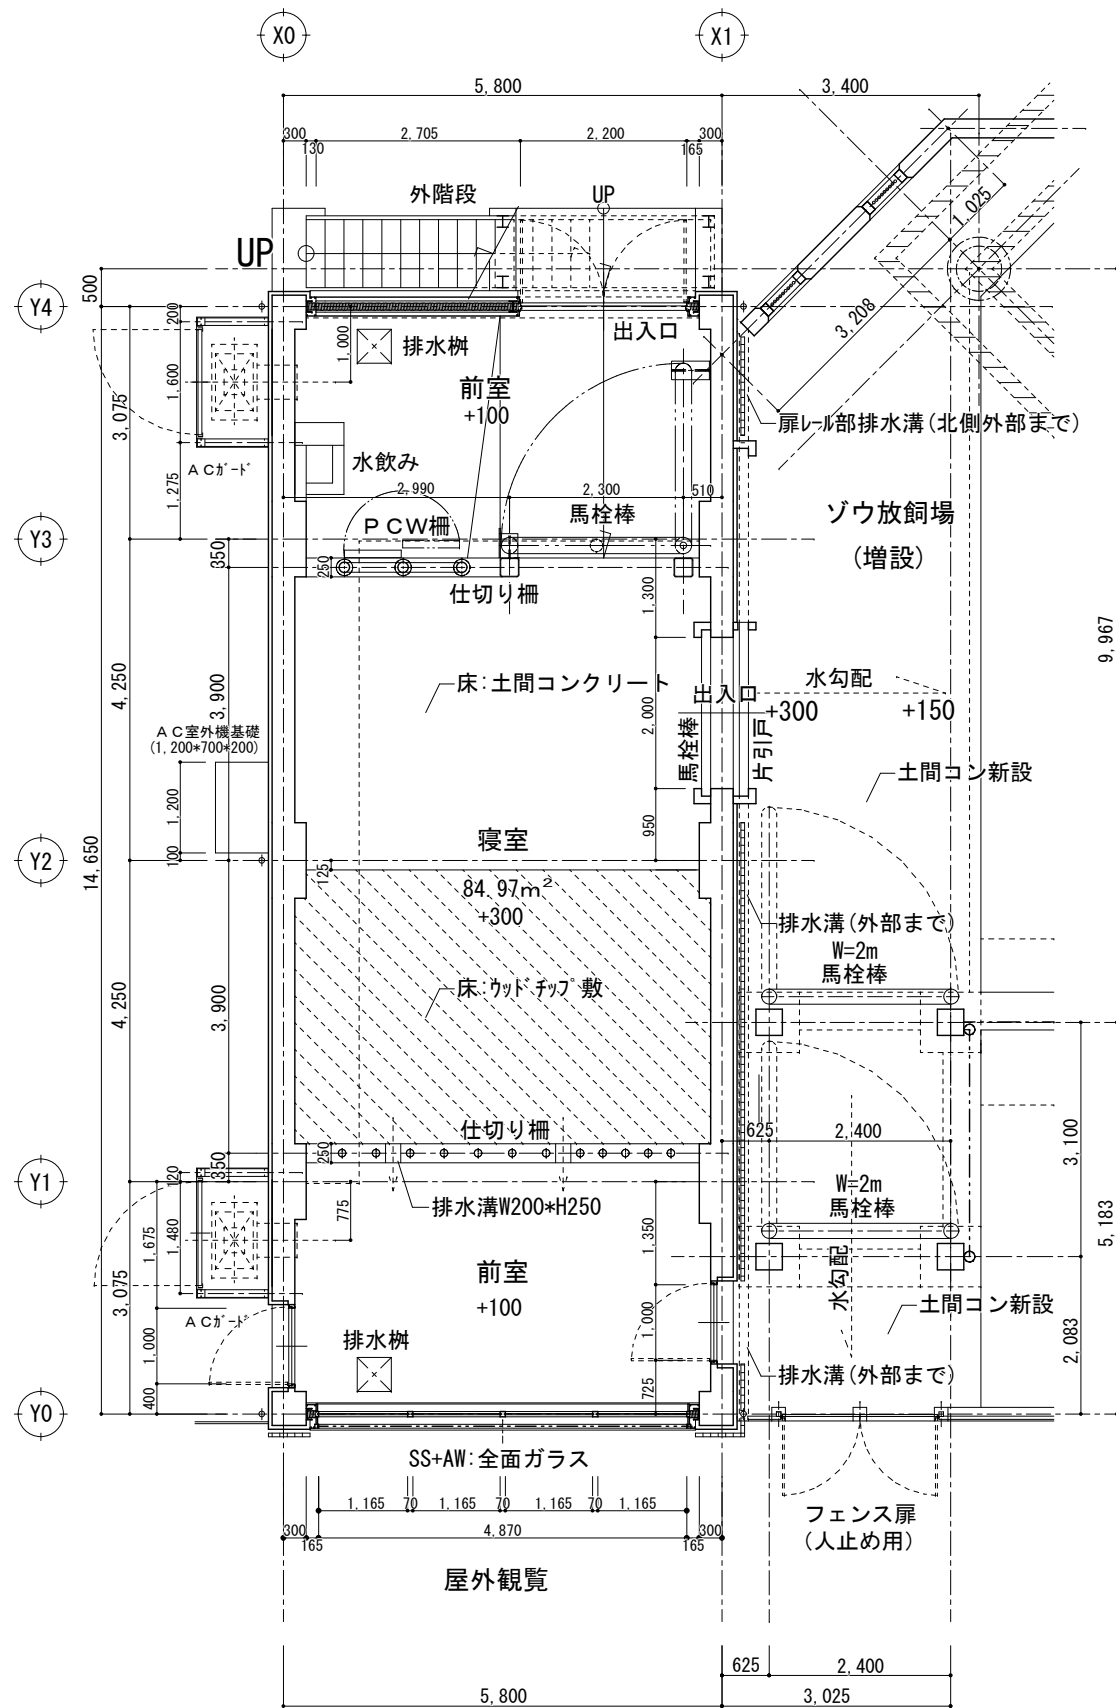 X0
X1
5,800
3,400
300
2,705
2,200
300
130
165
外階段
UP
UP
1,025
3,208
500
Y4
200
1,000
排水桝
出入口
前室
+100
1,600
3,075
扉レール部排水溝(北側外部まで)
ACガード
水飲み
1,275
2,990
2,300
510
ゾウ放飼場
(増設)
PCW柵
馬栓棒
Y3
350
250
仕切り柵
1,300
9,967
4,250
3,900
床:土間コンクリート
2,000
出入口
水勾配
+300
+150
AC室外機基礎
(1,200*700*200)
馬栓棒
片引戸
土間コン新設
1,200
950
寝室
Y2
100
14,650
125
84.97m²
+300
排水溝(外部まで)
W=2m
馬栓棒
4,250
3,900
床:ウッドチップ敷
仕切り柵
625
2,400
3,100
250
350
Y1
120
775
排水溝W200*H250
W=2m
馬栓棒
5,183
1,675
1,480
1,350
前室
+100
水勾配
3,075
ACガード
土間コン新設
1,000
1,000
2,083
排水桝
排水溝(外部まで)
400
725
Y0
SS+AW:全面ガラス
1,165
70
1,165
70
1,165
70
1,165
フェンス扉
(人止め用)
300
4,870
300
165
165
屋外観覧
625
2,400
5,800
3,025